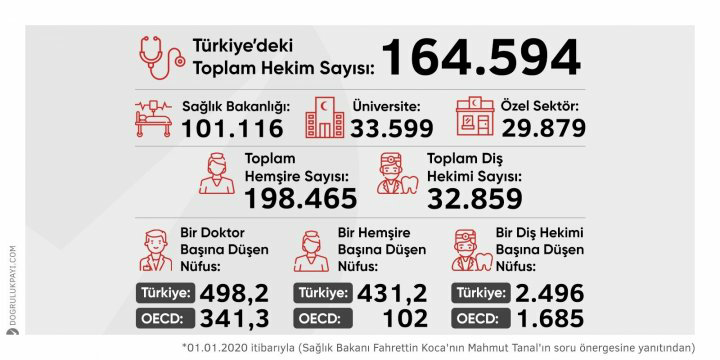 Türkiye'deki
Toplam Hekim Sayısı: 164.594
Sağlık Bakanlığı:
101.116
Üniversite:
33.599
Özel Sektör:
29.879
Toplam
Hemşire Sayısı:
198.465
Toplam Diş
Hekimi Sayısı:
32.859
Bir Doktor
Başına Düşen
Nüfus:
Türkiye: 498,2
OECD: 341,3
Bir Hemşire
Başına Düşen
Nüfus:
Türkiye: 431,2
OECD: 102
Bir Diş Hekimi
Başına Düşen
Nüfus:
Türkiye: 2.496
OECD: 1.685
DOGRULUKPAYI.COM
*01.01.2020 itibarıyla (Sağlık Bakanı Fahrettin Koca'nın Mahmut Tanal'ın soru önergesine yanıtından)